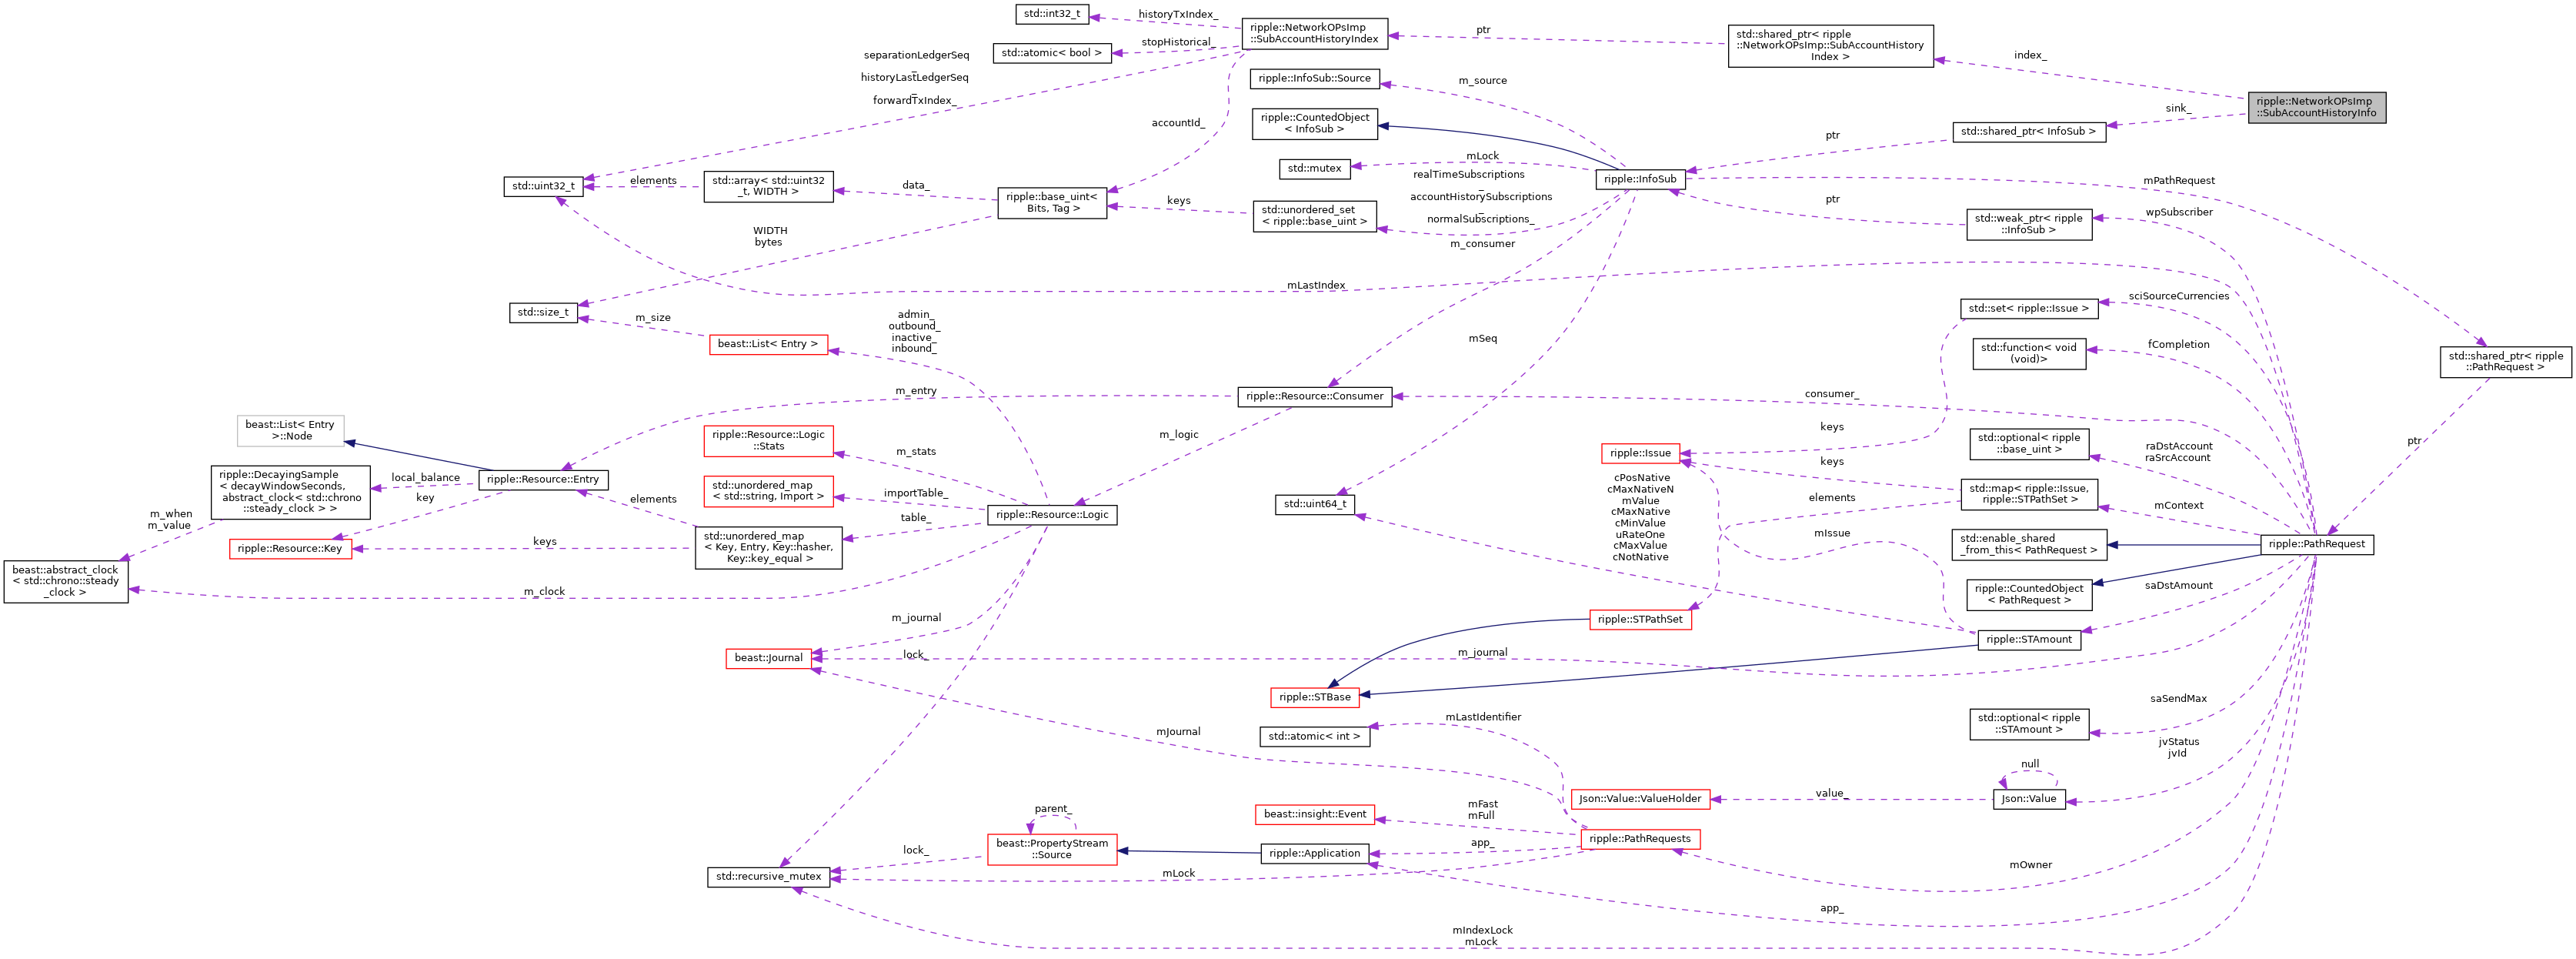 std::int32_t
historyTxIndex_
ripple::NetworkOPsImp
::SubAccountHistoryIndex
ptr
std::shared_ptr< ripple
::NetworkOPsImp::SubAccountHistory
Index >
index_
std::atomic< bool >
stopHistorical_
separationLedgerSeq
_
historyLastLedgerSeq
_
forwardTxIndex_
ripple::InfoSub::Source
m_source
ripple::NetworkOPsImp
::SubAccountHistoryInfo
sink_
std::shared_ptr< InfoSub >
ptr
ripple::CountedObject
< InfoSub >
accountId_
std::mutex
mLock
realTimeSubscriptions
_
accountHistorySubscriptions
_
normalSubscriptions_
ripple::InfoSub
mPathRequest
std::uint32_t
elements
std::array< std::uint32
_t, WIDTH >
data_
ripple::base_uint<
Bits, Tag >
keys
std::unordered_set
< ripple::base_uint >
ptr
std::weak_ptr< ripple
::InfoSub >
wpSubscriber
WIDTH
bytes
m_consumer
mLastIndex
std::size_t
m_size
beast::List< Entry >
admin_
outbound_
inactive_
inbound_
mSeq
std::set< ripple::Issue >
sciSourceCurrencies
std::function< void
(void)>
fCompletion
std::shared_ptr< ripple
::PathRequest >
m_entry
ripple::Resource::Consumer
consumer_
beast::List< Entry
>::Node
ripple::Resource::Logic
::Stats
m_stats
m_logic
keys
std::optional< ripple
::base_uint >
raDstAccount
raSrcAccount
ptr
ripple::Issue
keys
ripple::DecayingSample
< decayWindowSeconds,
abstract_clock< std::chrono
::steady_clock > >
local_balance
key
ripple::Resource::Entry
elements
std::unordered_map
< std::string, Import >
importTable_
table_
ripple::Resource::Logic
std::uint64_t
cPosNative
cMaxNativeN
mValue
cMaxNative
cMinValue
uRateOne
cMaxValue
cNotNative
elements
std::map< ripple::Issue,
ripple::STPathSet >
mContext
m_when
m_value
mIssue
std::enable_shared
_from_this< PathRequest >
ripple::PathRequest
ripple::Resource::Key
keys
std::unordered_map
< Key, Entry, Key::hasher,
Key::key_equal >
beast::abstract_clock
< std::chrono::steady
_clock >
m_clock
ripple::CountedObject
< PathRequest >
saDstAmount
m_journal
ripple::STPathSet
ripple::STAmount
beast::Journal
lock_
m_journal
ripple::STBase
saSendMax
std::optional< ripple
::STAmount >
mJournal
std::atomic< int >
mLastIdentifier
jvStatus
jvId
null
Json::Value::ValueHolder
value_
Json::Value
parent_
beast::insight::Event
mFast
mFull
ripple::PathRequests
beast::PropertyStream
::Source
lock_
ripple::Application
app_
mOwner
std::recursive_mutex
mLock
app_
mIndexLock
mLock